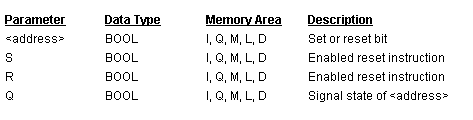 Parameter Data Type Memory Area Description
<address> BOOL I, Q, M, L, D Set or reset bit
S BOOL I, Q, M, L, D Enabled reset instruction
R BOOL I, Q, M, L, D Enabled reset instruction
Q BOOL I, Q, M, L, D Signal state of <address>